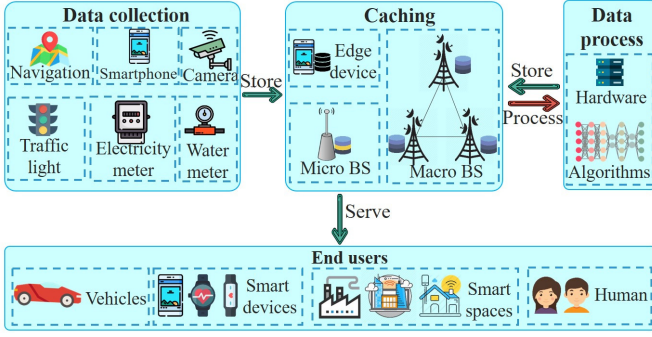 Data collection
Navigation
Smartphone
Camera
Traffic
light
Electricity
meter
Water
meter
Store
Caching
Edge
device
Micro BS
Macro BS
Store
Process
Data
process
Hardware
Algorithms
Serve
End users
Vehicles
Smart
devices
Smart
spaces
Human